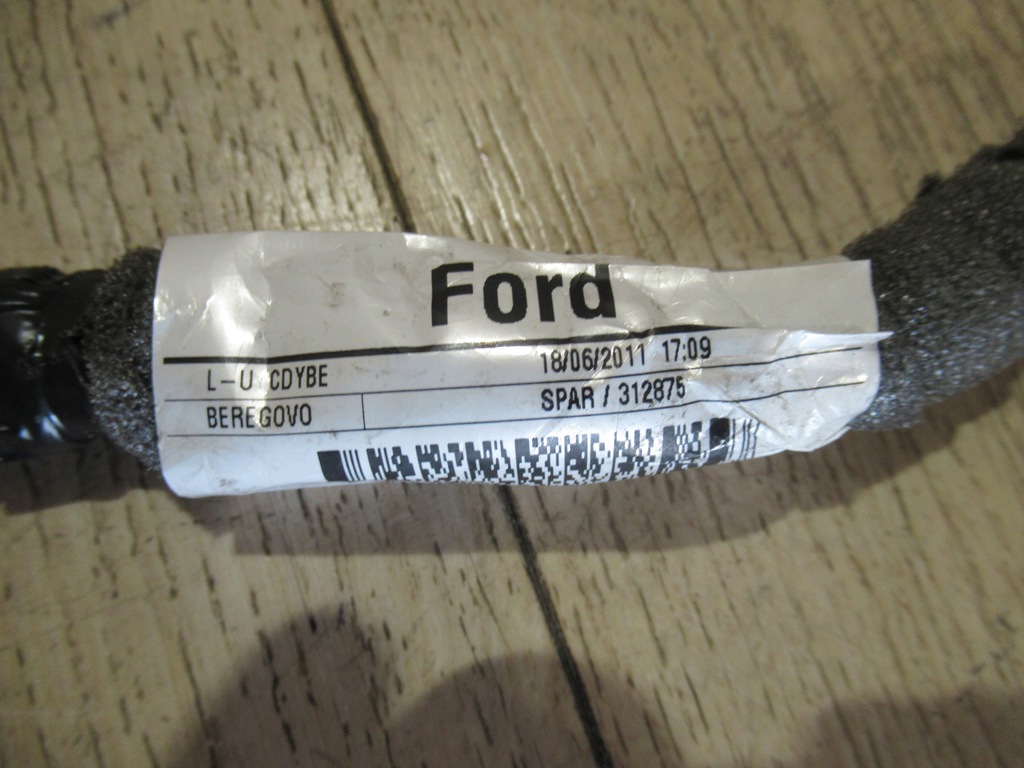 Ford
L-U CDYBE 18/06/2011 17:09
BEREGOVO SPAR / 312875